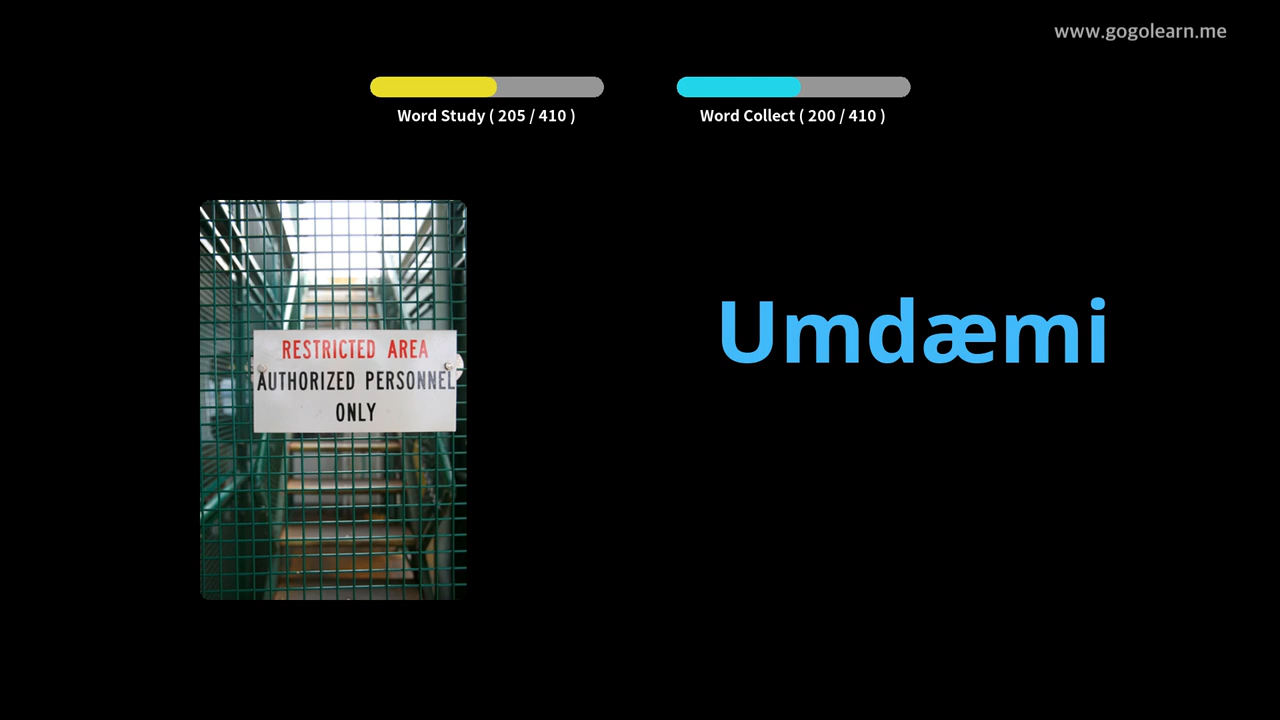 www.gogolearn.me
Word Study ( 205 / 410 )
Word Collect ( 200 / 410 )
RESTRICTED AREA
AUTHORIZED PERSONNEL
ONLY
Umdæmi